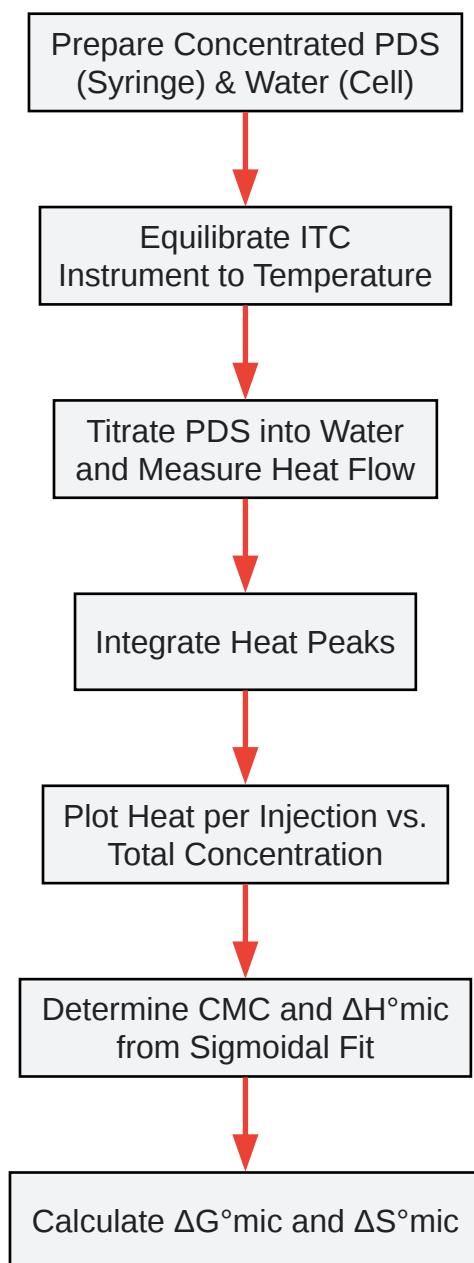 Prepare Concentrated PDS
(Syringe) & Water (Cell)
Equilibrate ITC
Instrument to Temperature
Titrate PDS into Water
and Measure Heat Flow
Integrate Heat Peaks
Plot Heat per Injection vs.
Total Concentration
Determine CMC and ΔH°mic
from Sigmoidal Fit
Calculate ΔG°mic and ΔS°mic